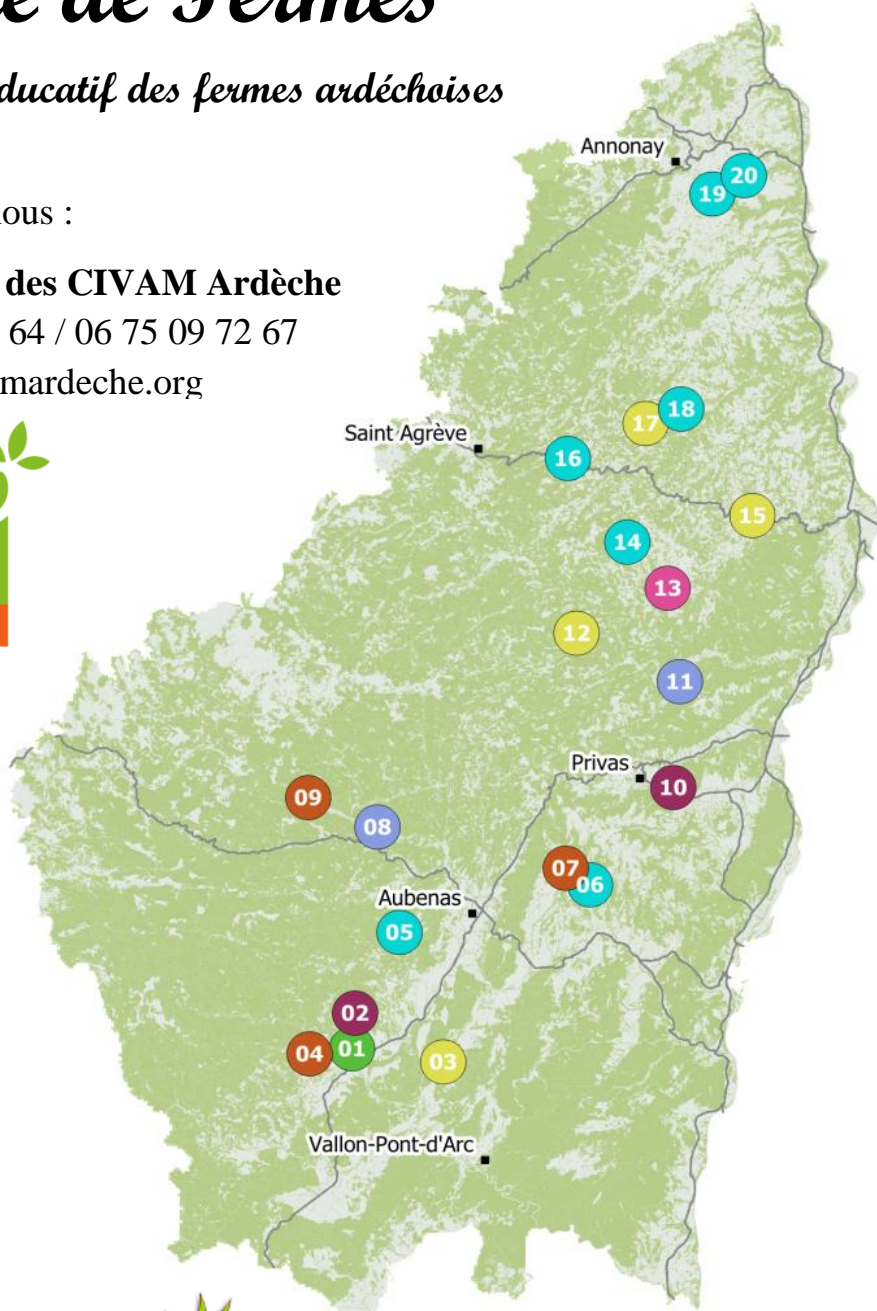 de Fermes
ducatif des fermes ardéchoises
ous :
des CIVAM Ardèche
64 / 06 75 09 72 67
mardeche.org
Annonay
20
19
18
17
Saint Agrève
16
15
14
13
12
11
Privas
10
09
08
07
06
Aubenas
05
02
01
04
03
Vallon-Pont-d'Arc